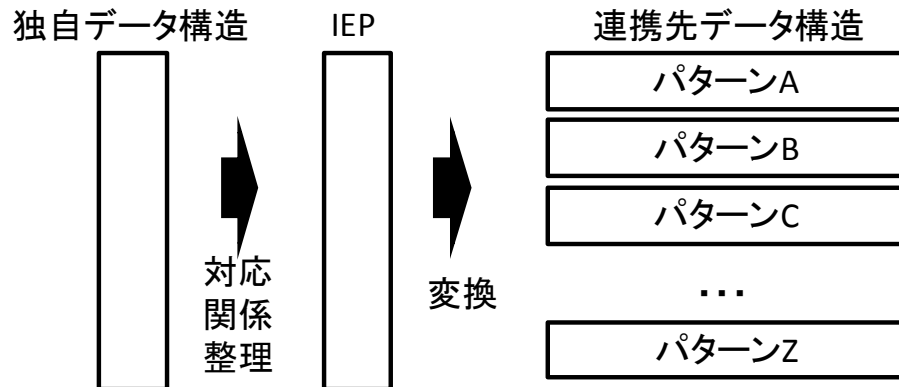 独自データ構造
IEP
連携先データ構造
パターンA
パターンB
パターンC
・・・
パターンZ
対応
関係
整理
変換